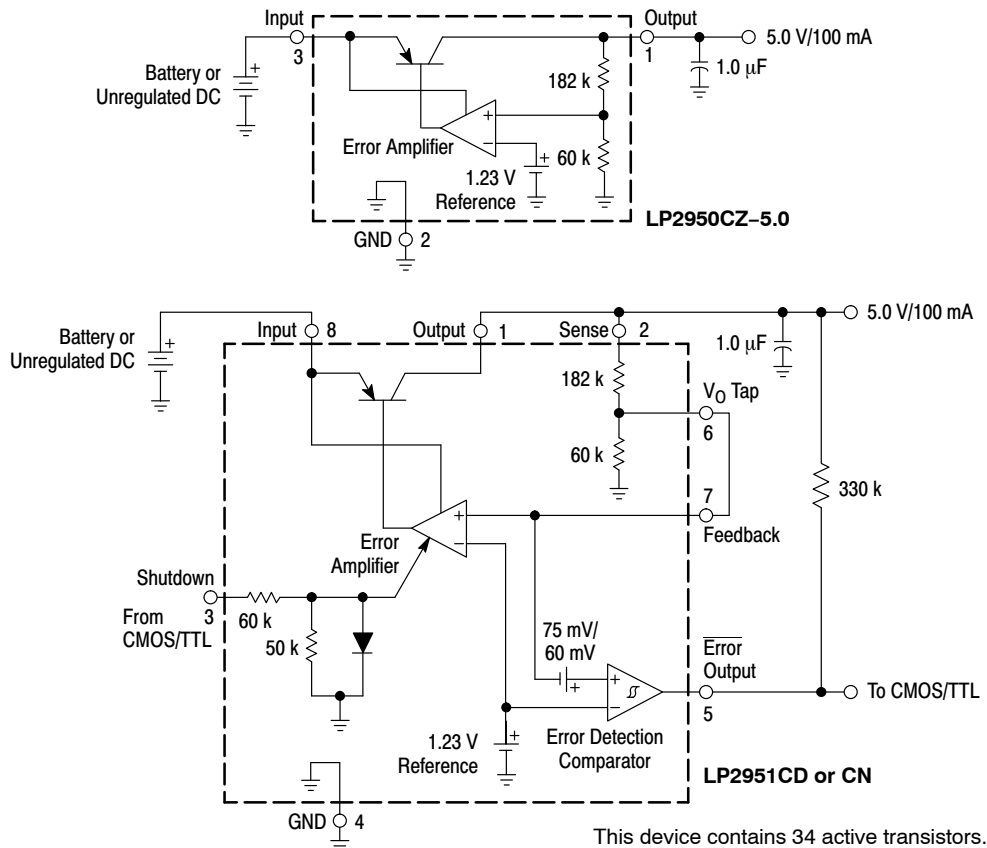 Input
3
Output
1
5.0 V/100 mA
1.0 μF
Battery or
Unregulated DC
+
182 k
+
−
Error Amplifier
60 k
+
1.23 V
Reference
LP2950CZ−5.0
GND 2
Battery or
Unregulated DC
+
Input 8
Output 1
Sense 2
5.0 V/100 mA
1.0 μF
182 k
VO Tap
6
60 k
330 k
7
Feedback
+
−
Error
Amplifier
Shutdown
3
From
CMOS/TTL
60 k
50 k
75 mV/
60 mV
+
+
−
Error
Output
5
To CMOS/TTL
1.23 V
Reference
+
Error Detection
Comparator
LP2951CD or CN
GND 4
This device contains 34 active transistors.